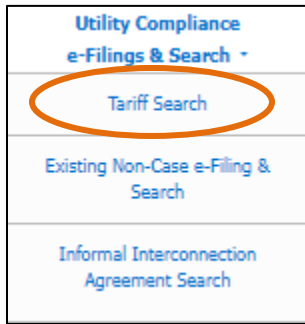 Utility Compliance
e-Filings & Search
Tariff Search
Existing Non-Case e-Filing &
Search
Informal Interconnection
Agreement Search